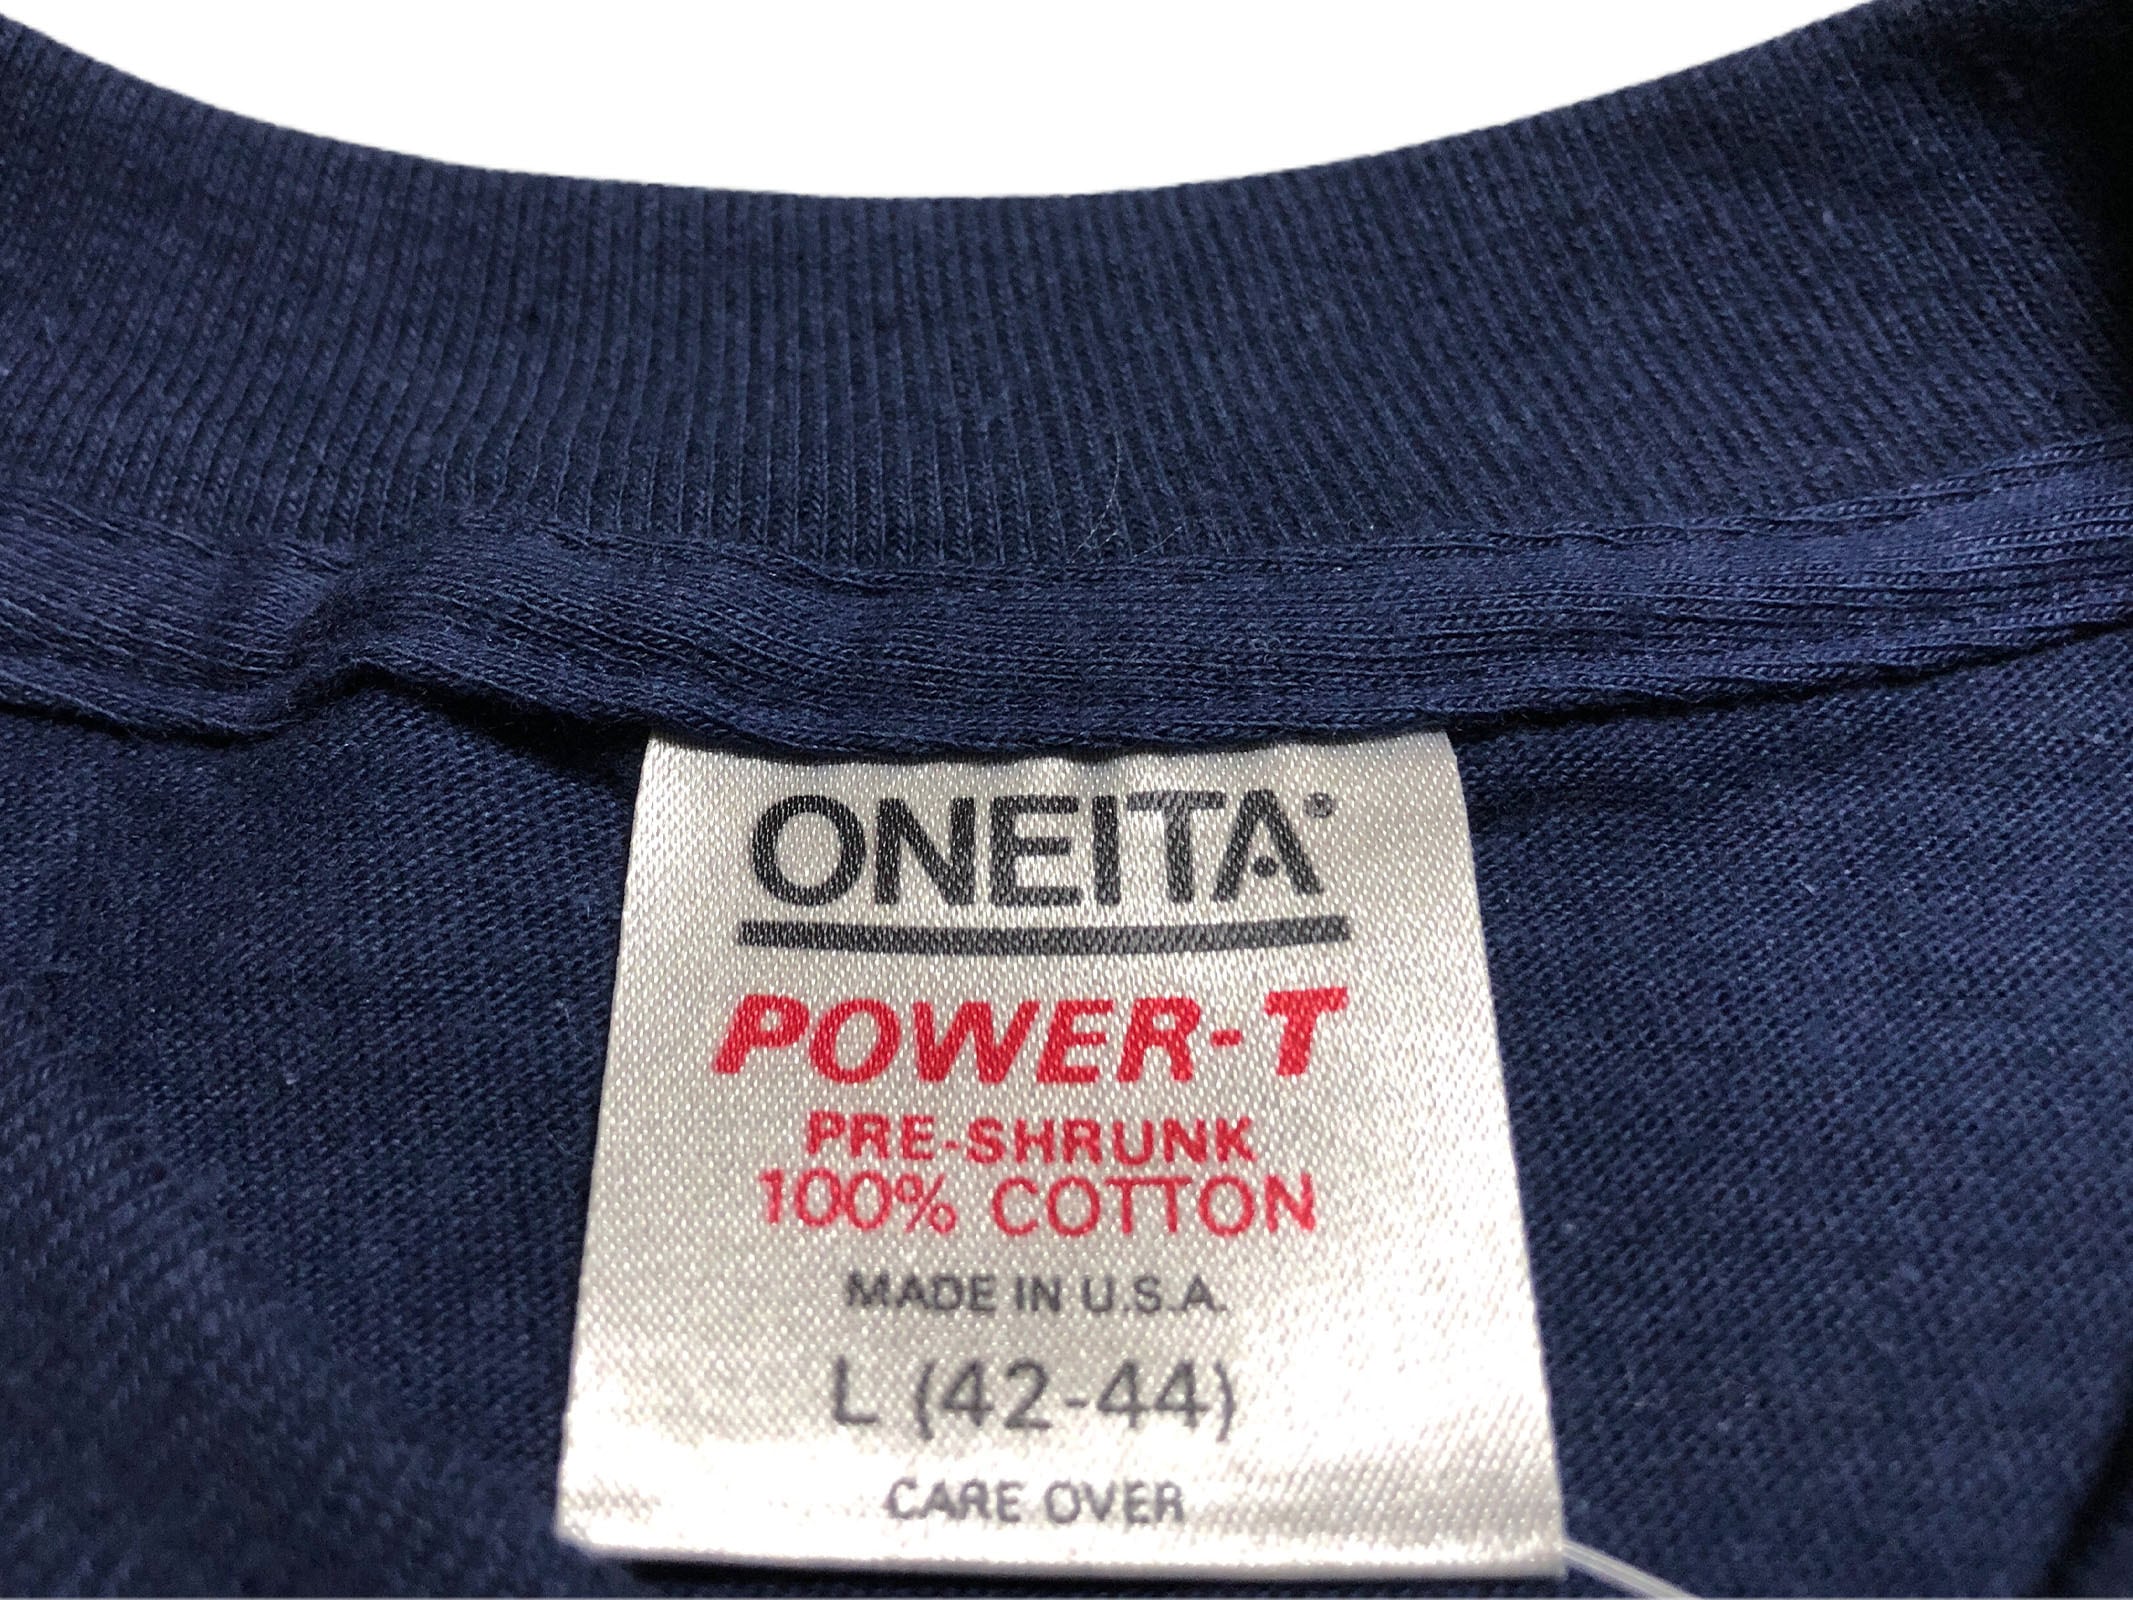 ONEITA®
POWER-T
PRE-SHRUNK
100% COTTON
MADE IN U.S.A.
L (42-44)
CARE OVER